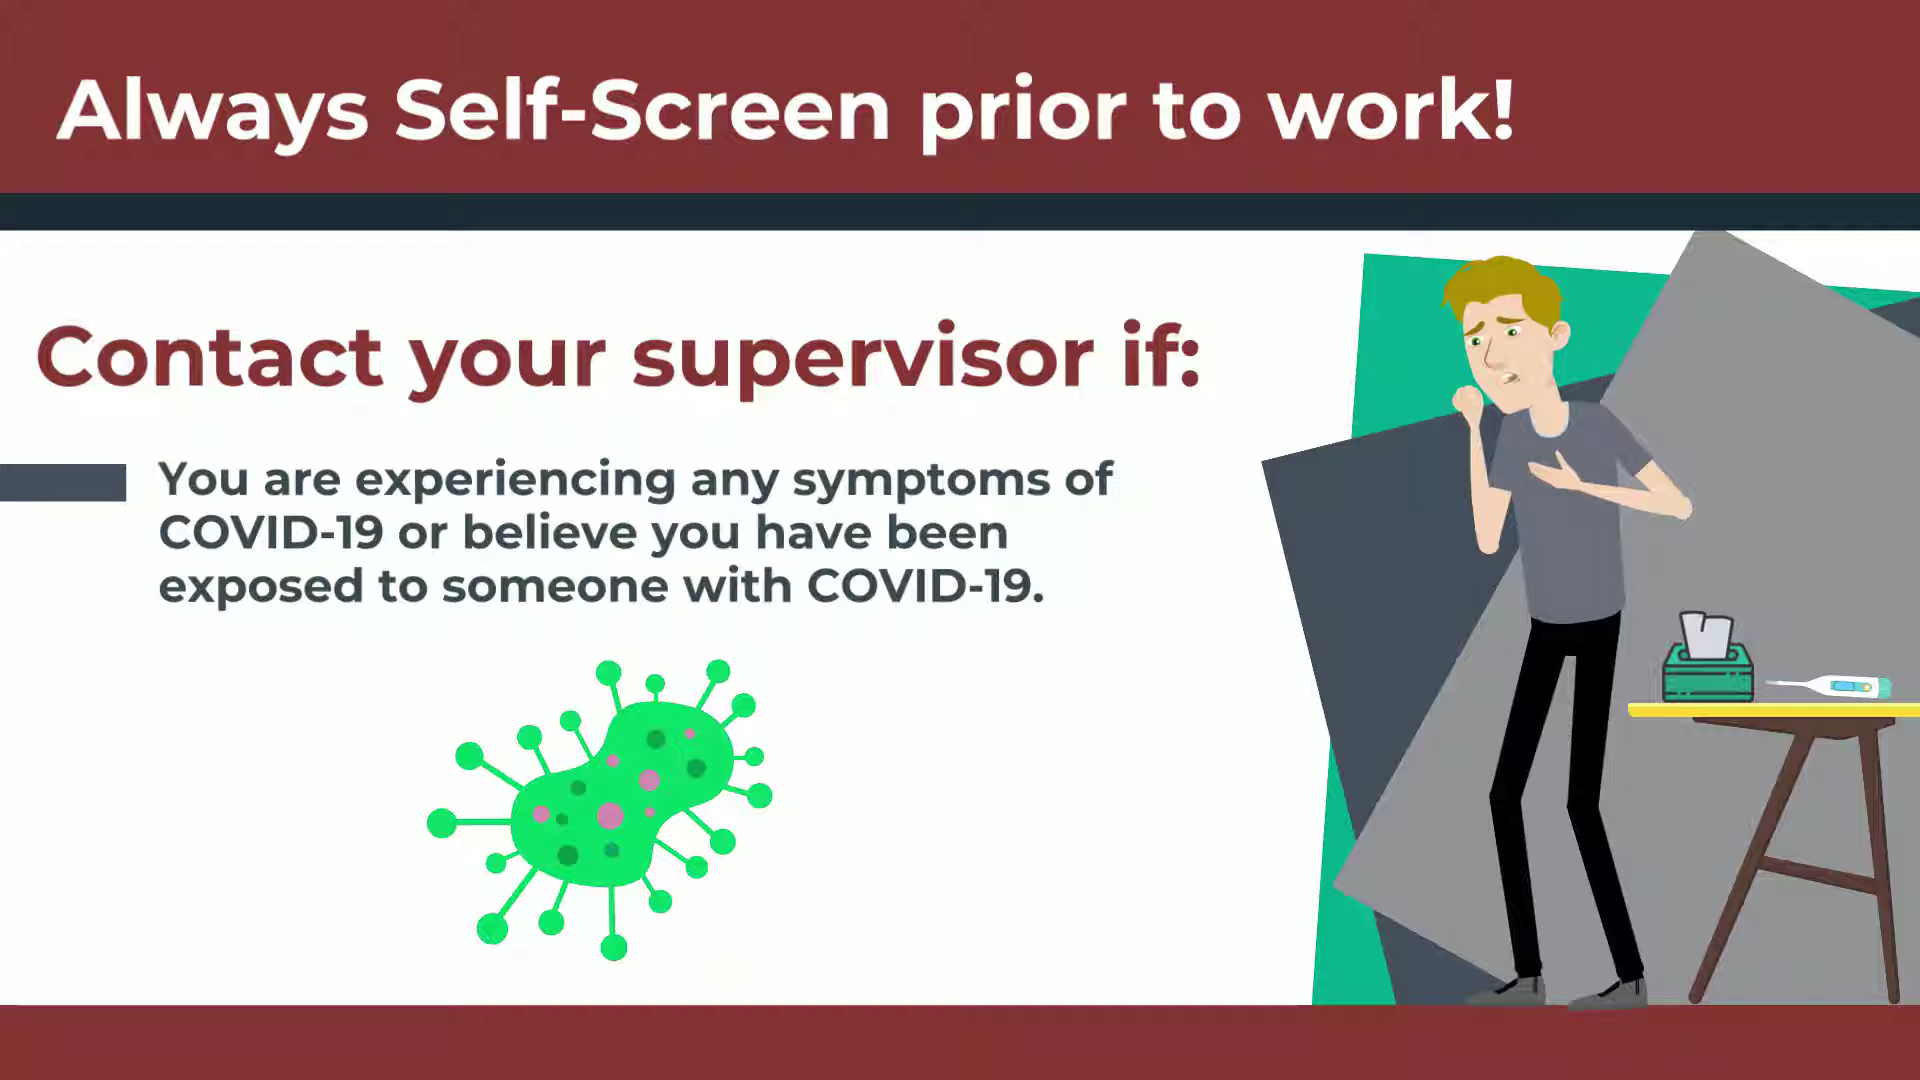 Always Self-Screen prior to work!
Contact your supervisor if:
You are experiencing any symptoms of
COVID-19 or believe you have been
exposed to someone with COVID-19.